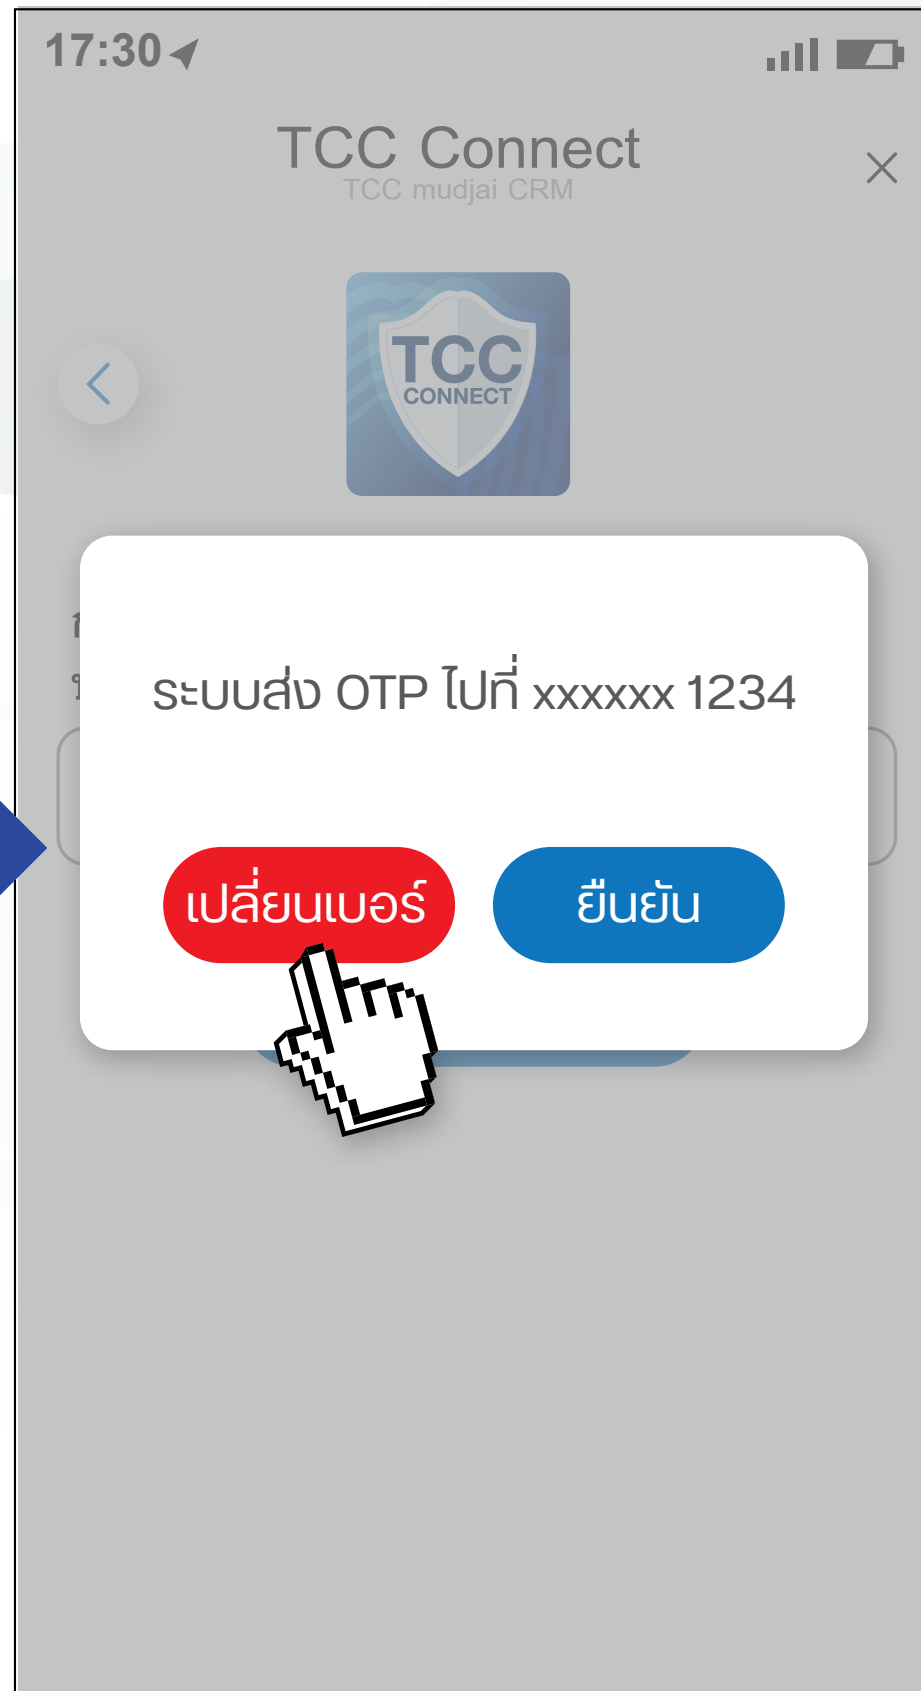 17:30
TCC Connect
TCC mudjai CRM
TCC
CONNECT
ระบบส่ง OTP ไปที่ xxxxxx 1234
เปลี่ยนเบอร์ ยืนยัน